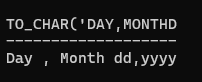 TO_CHAR('DAY,MONTHD
-------------------
Day , Month dd,yyyy